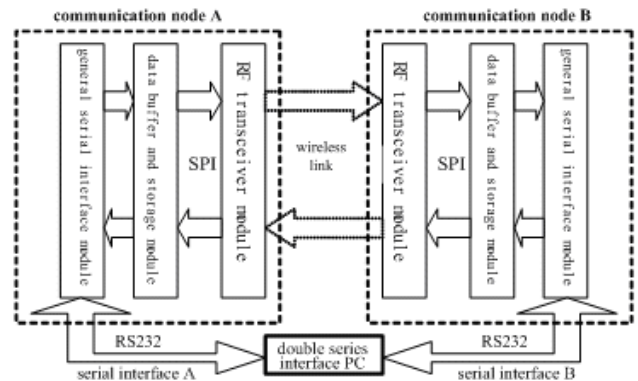 communication node A
communication node B
general serial interface module
data buffer and storage module
SPI
RF transceiver module
wireless
link
RF transceiver module
SPI
data buffer and storage module
general serial interface module
RS232
serial interface A
double series
interface PC
RS232
serial interface B